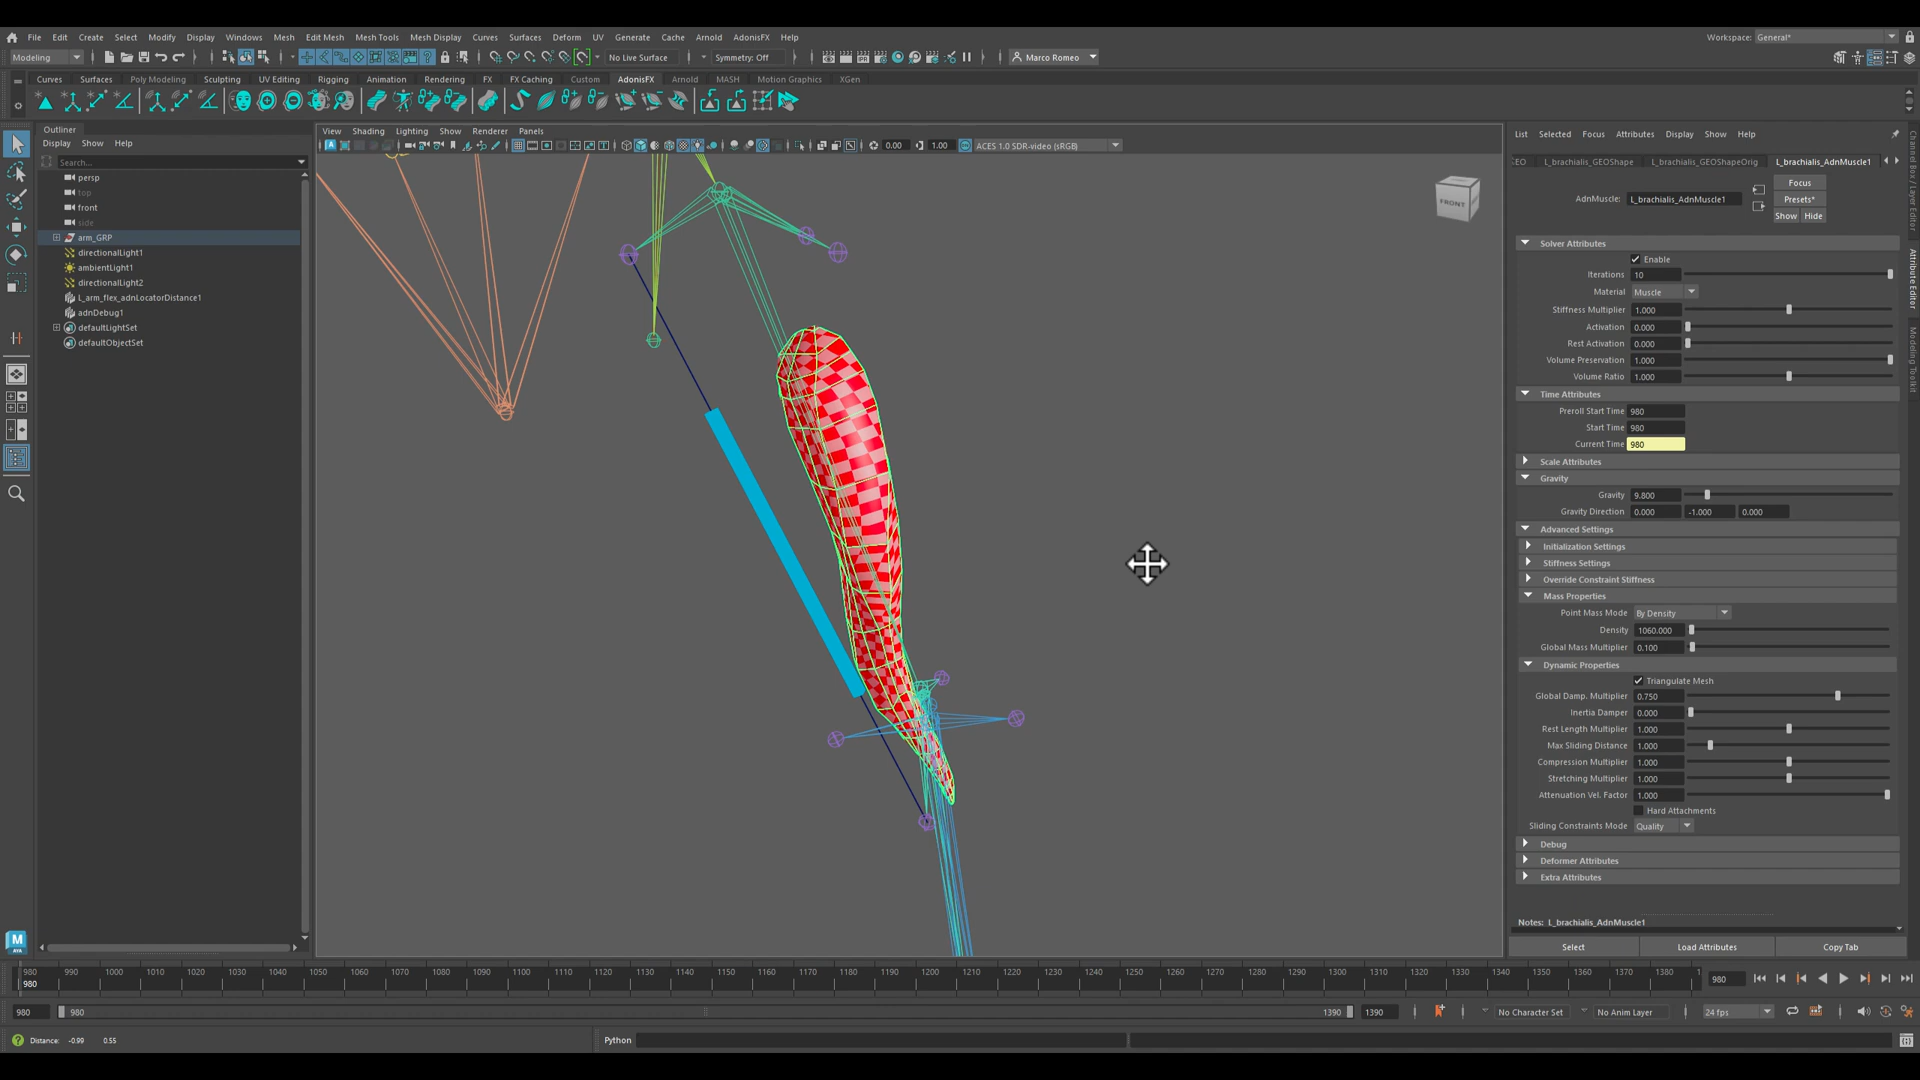 File Edit Create Select Modify Display Windows Mesh Edit Mesh Mesh Tools Mesh Display Curves Surfaces Deform UV Generate Cache Arnold AdonisFX Help
Workspace: General*
Modeling
No Live Surface
Symmetry: Off
Marco Romeo
Curves Surfaces Poly Modeling Sculpting UV Editing Rigging Animation Rendering FX FX Caching Custom AdonisFX Arnold MASH Motion Graphics XGen
Outliner
Display Show Help
Search...
persp
top
front
side
arm_GRP
directionalLight1
ambientLight1
directionalLight2
L_arm_flex_adnLocatorDistance1
adnDebug1
defaultLightSet
defaultObjectSet
View Shading Lighting Show Renderer Panels
0.00
1.00
ACES 1.0 SDR-video (sRGB)
FRONT
List Selected Focus Attributes Display Show Help
EO L_brachialis_GEOShape L_brachialis_GEOShapeOrig L_brachialis_AdnMuscle1
AdnMuscle: L_brachialis_AdnMuscle1
Focus
Presets*
Show Hide
Solver Attributes
Enable
Iterations 10
Material Muscle
Stiffness Multiplier 1.000
Activation 0.000
Rest Activation 0.000
Volume Preservation 1.000
Volume Ratio 1.000
Time Attributes
Preroll Start Time 980
Start Time 980
Current Time 980
Scale Attributes
Gravity
Gravity 9.800
Gravity Direction 0.000 -1.000 0.000
Advanced Settings
Initialization Settings
Stiffness Settings
Override Constraint Stiffness
Mass Properties
Point Mass Mode By Density
Density 1060.000
Global Mass Multiplier 0.100
Dynamic Properties
Triangulate Mesh
Global Damp. Multiplier 0.750
Inertia Damper 0.000
Rest Length Multiplier 1.000
Max Sliding Distance 1.000
Compression Multiplier 1.000
Stretching Multiplier 1.000
Attenuation Vel. Factor 1.000
Hard Attachments
Sliding Constraints Mode Quality
Debug
Deformer Attributes
Extra Attributes
Notes: L_brachialis_AdnMuscle1
Select Load Attributes Copy Tab
Channel Box / Layer Editor
Attribute Editor
Modeling Toolkit
980 990 1000 1010 1020 1030 1040 1050 1060 1070 1080 1090 1100 1110 1120 1130 1140 1150 1160 1170 1180 1190 1200 1210 1220 1230 1240 1250 1260 1270 1280 1290 1300 1310 1320 1330 1340 1350 1360 1370 1380 1
980
980
980 980 1390 1390
No Character Set
No Anim Layer
24 fps
Distance: -0.99 0.55
Python